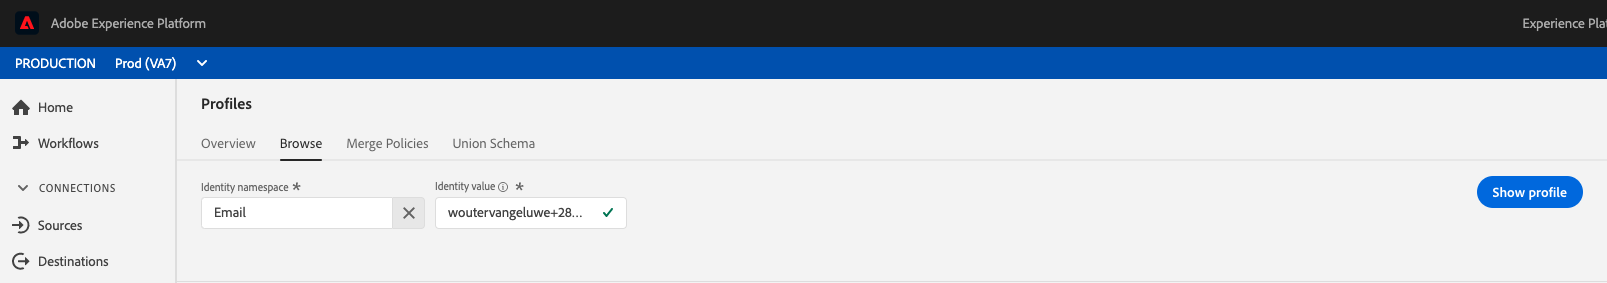 Adobe Experience Platform
Experience Plat
PRODUCTION Prod (VA7)
Home
Workflows
CONNECTIONS
Sources
Destinations
Profiles
Overview Browse Merge Policies Union Schema
Identity namespace * Identity value *
Email woutervangeluwe+28...
Show profile